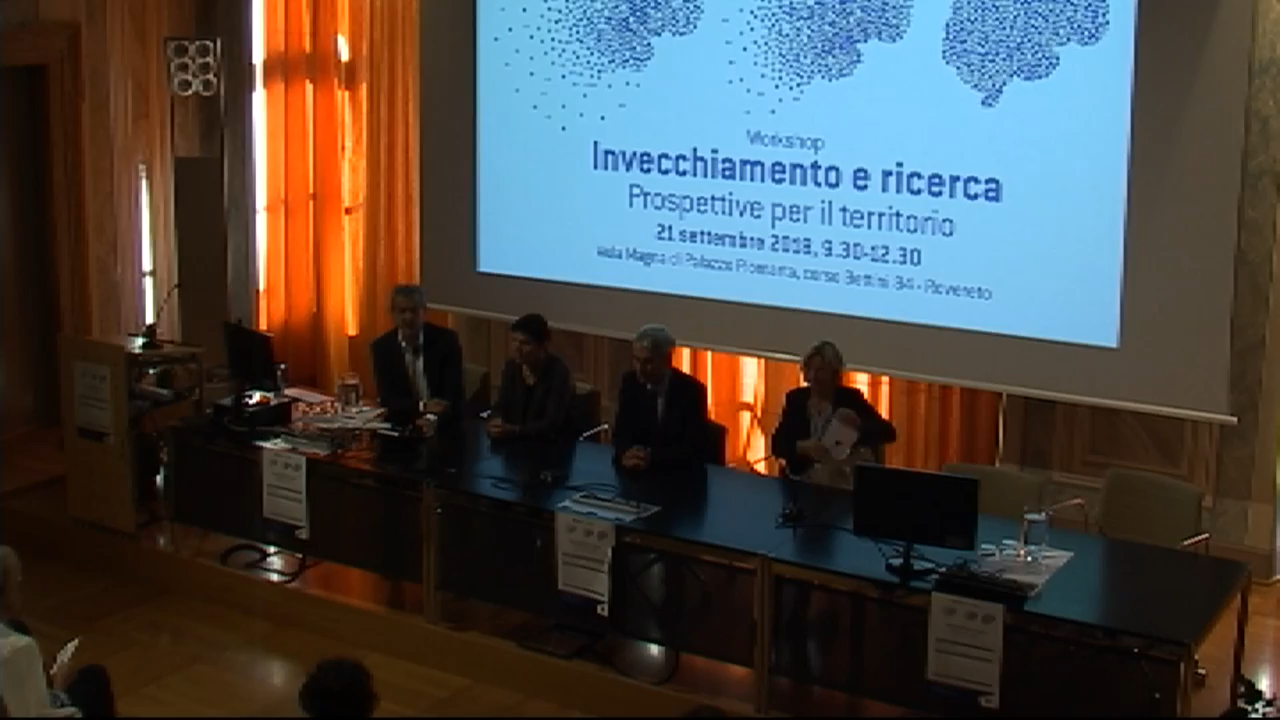 Workshop
Invecchiamento e ricerca
Prospettive per il territorio
21 settembre 2018, 9.30-12.30
Aula Magna di Palazzo Piomarta, corso Bettini 84 - Rovereto